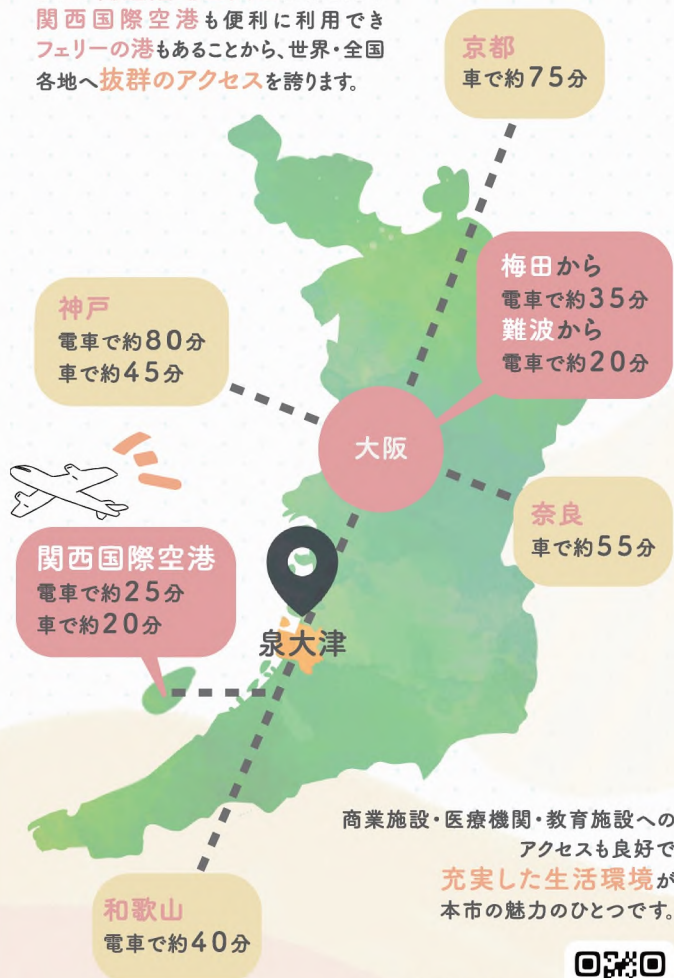 関西国際空港も便利に利用でき
フェリーの港もあることから、世界・全国
各地へ抜群のアクセスを誇ります。
京都
車で約75分
梅田から
電車で約35分
難波から
電車で約20分
神戸
電車で約80分
車で約45分
大阪
奈良
車で約55分
関西国際空港
電車で約25分
車で約20分
泉大津
商業施設・医療機関・教育施設への
アクセスも良好で
充実した生活環境が
本市の魅力のひとつです。
和歌山
電車で約40分